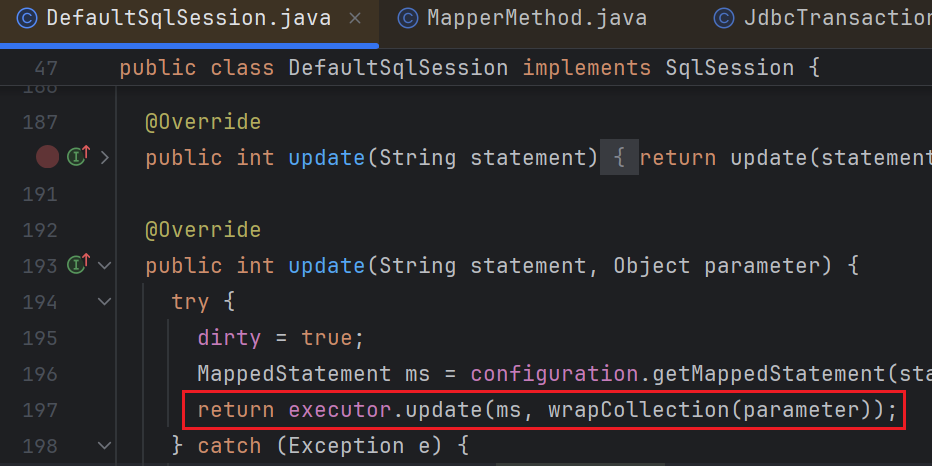 DefaultSqlSession.java × MapperMethod.java JdbcTransaction
47 public class DefaultSqlSession implements SqlSession {
187 @Override
public int update(String statement) { return update(statement
191
192 @Override
193 public int update(String statement, Object parameter) {
194 try {
195 dirty = true;
196 MappedStatement ms = configuration.getMappedStatement(sta
197 return executor.update(ms, wrapCollection(parameter));
198 } catch (Exception e) {